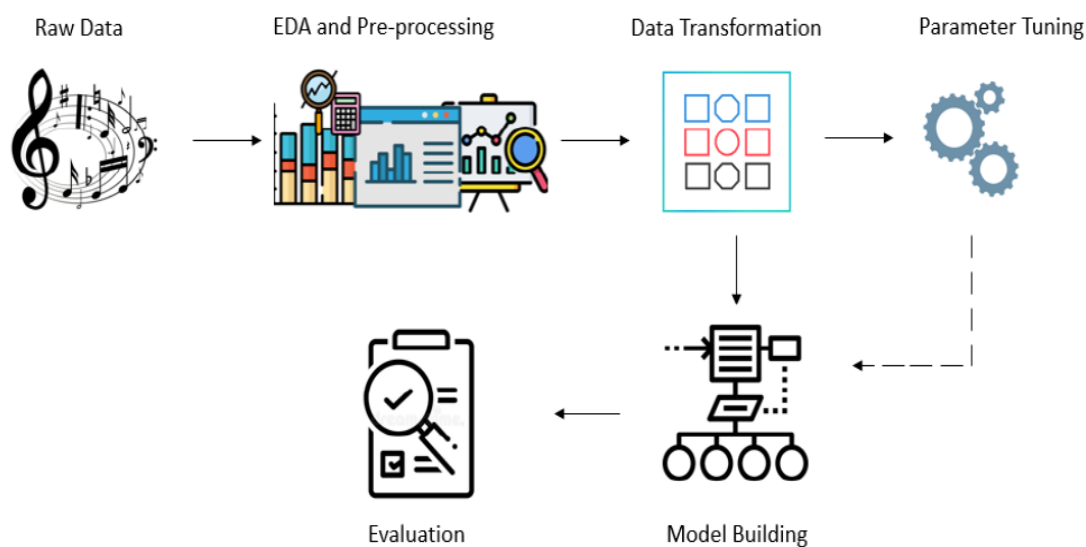 Raw Data
EDA and Pre-processing
Data Transformation
Parameter Tuning
Evaluation
Model Building